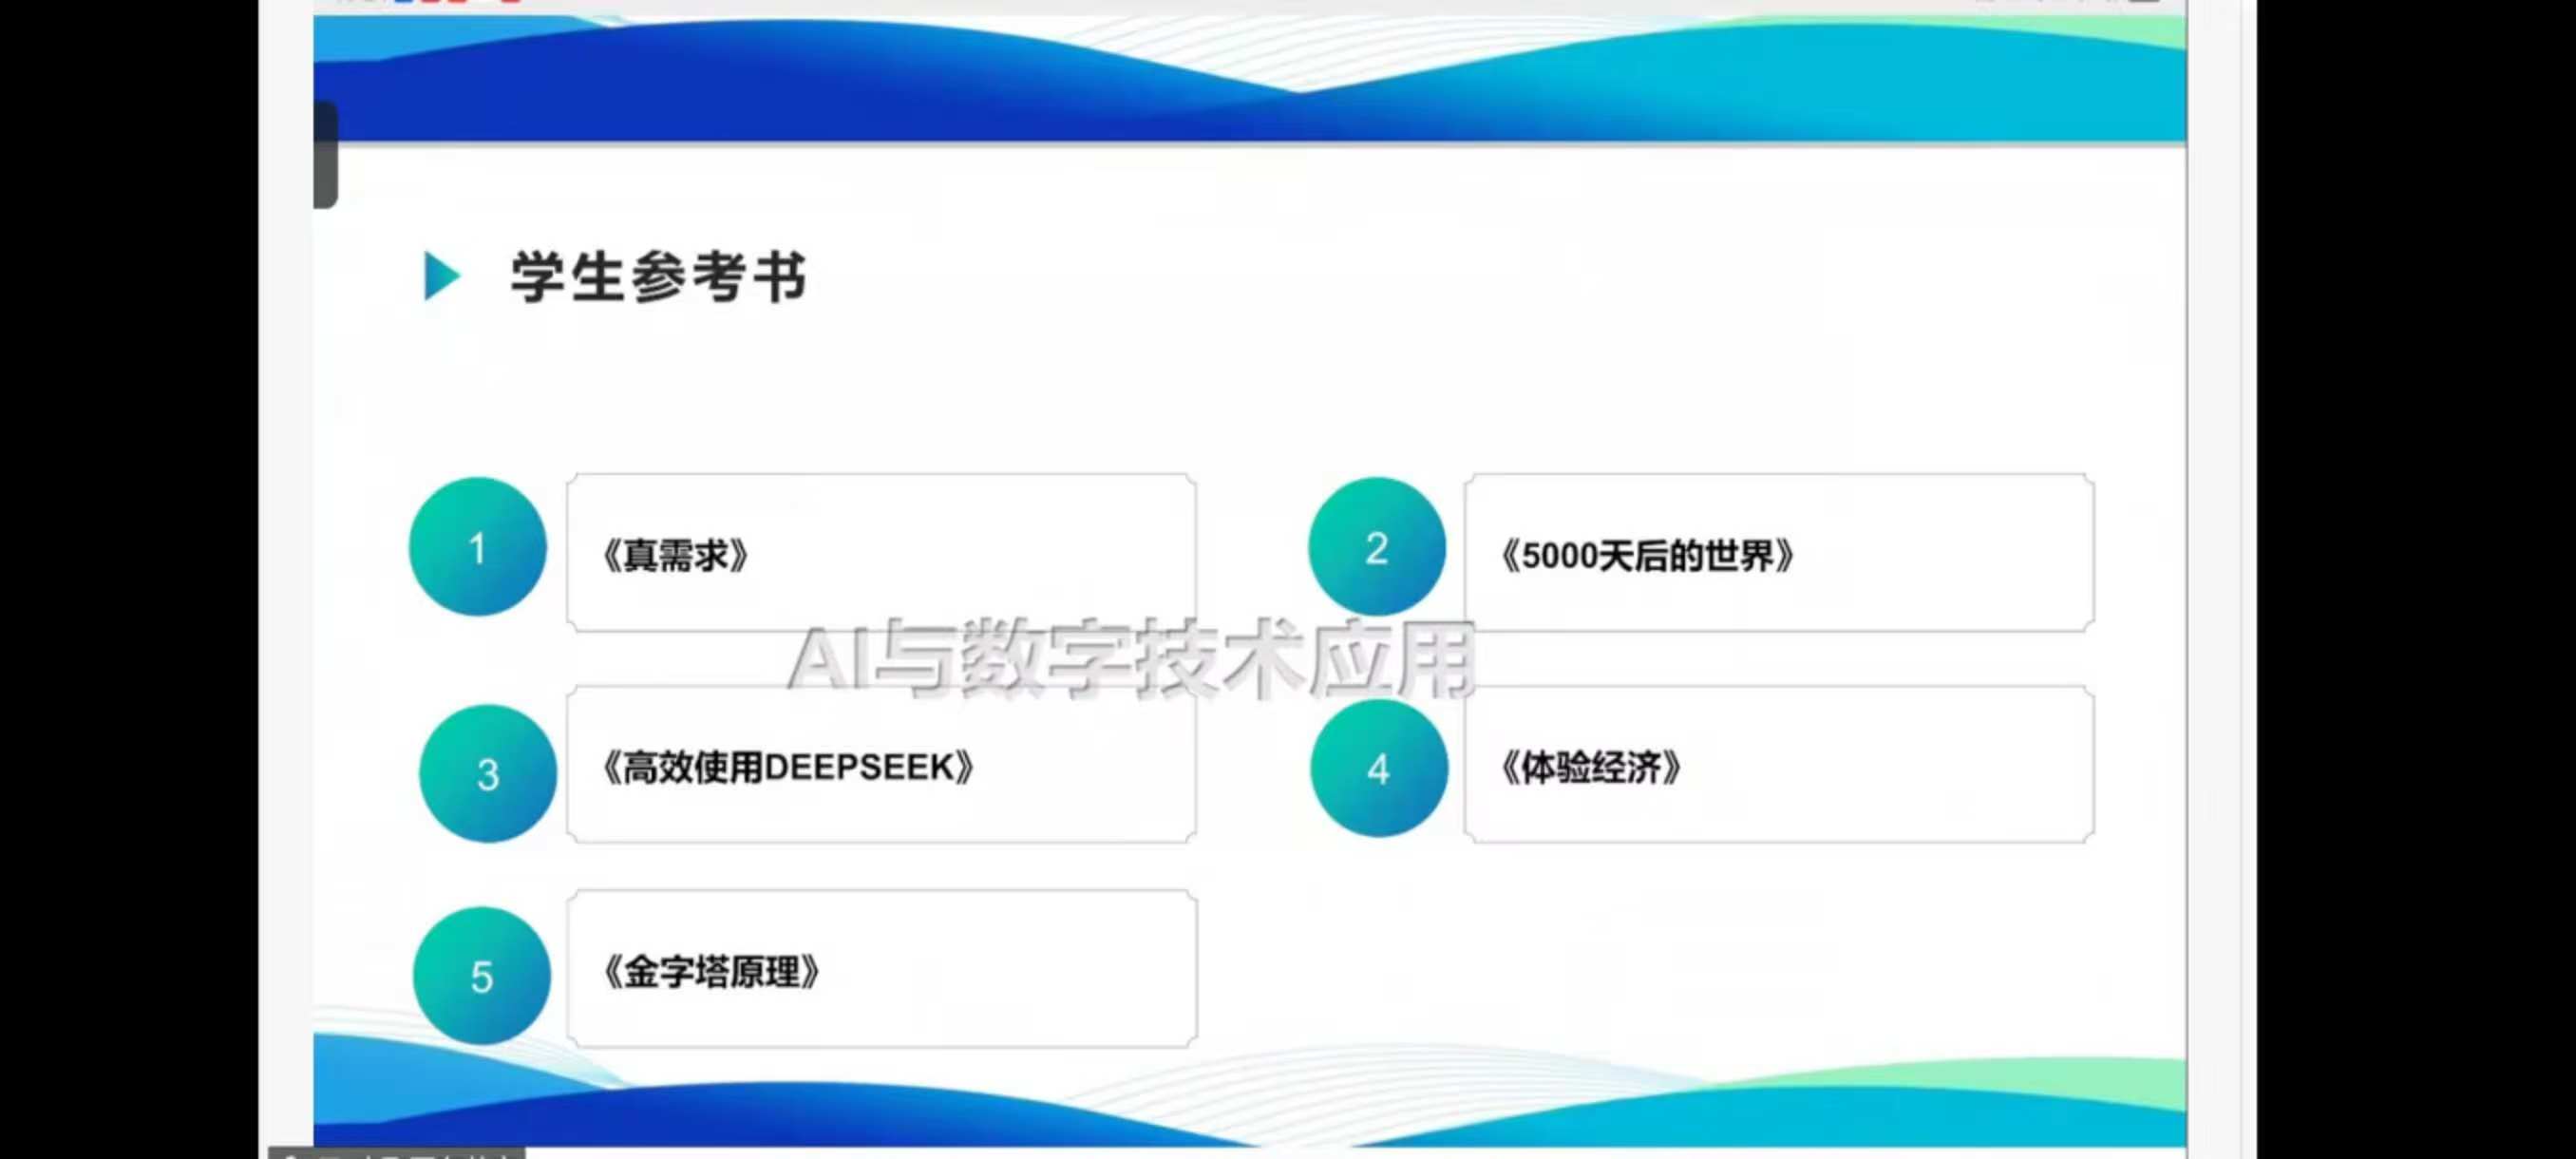 学生参考书
1
《真需求》
2
《5000天后的世界》
AI与数字技术应用
3
《高效使用DEEPSEEK》
4
《体验经济》
5
《金字塔原理》